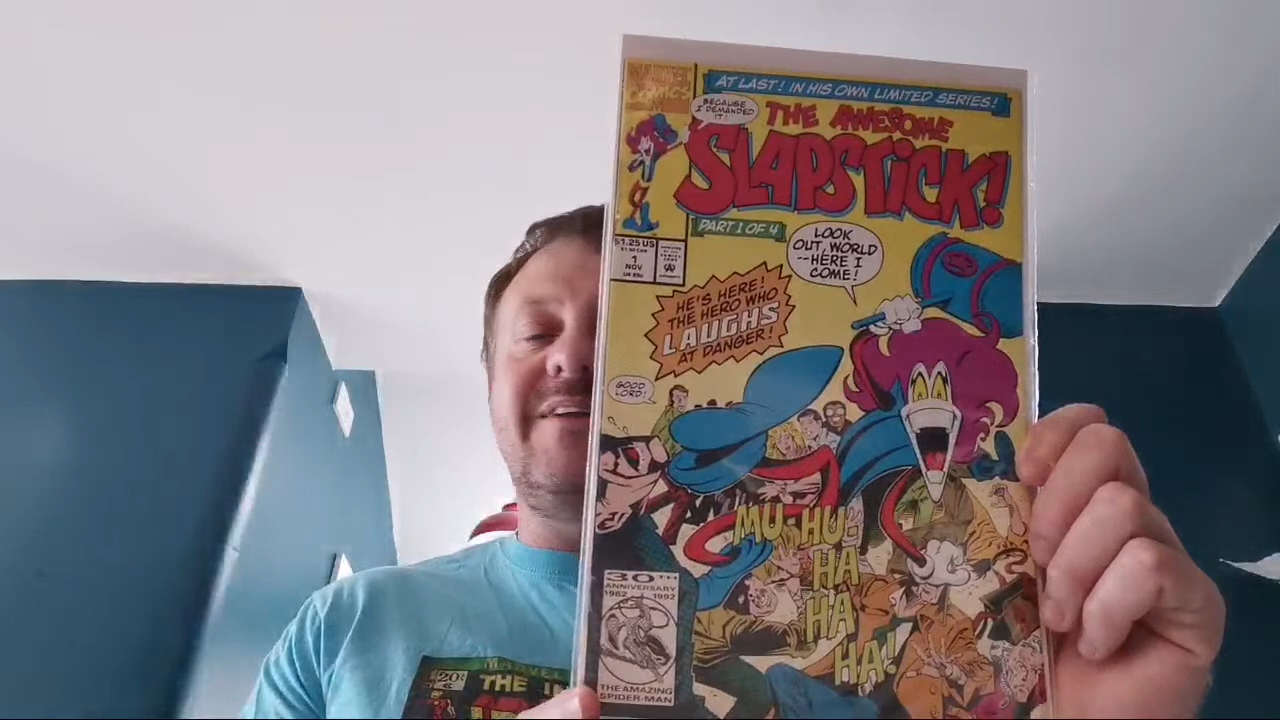 MARVEL
COMICS
AT LAST! IN HIS OWN LIMITED SERIES!
BECAUSE
I DEMANDED
IT!
THE AWESOME
SLAPSTICK!
PART 1 OF 4
$1.25 US
1
NOV
LOOK
OUT, WORLD
--HERE I
COME!
HE'S HERE!
THE HERO WHO
LAUGHS
AT DANGER!
GOOD
LORD!
MU-HU-
HA
HA
HA
HA!
30TH
ANNIVERSARY
1962 1992
THE AMAZING
SPIDER-MAN
MARVEL
20¢
THE